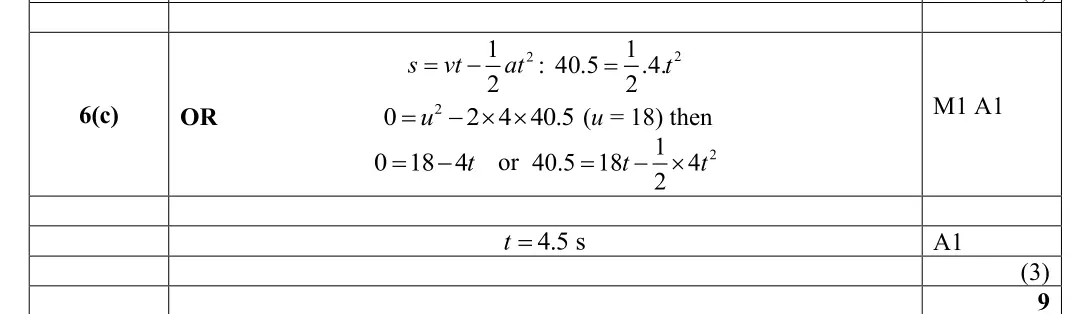 6(c)
OR
s = vt − 1/2 at² : 40.5 = 1/2 .4.t²
0 = u² − 2 × 4 × 40.5 (u = 18) then
0 = 18 − 4t or 40.5 = 18t − 1/2 × 4t²
M1 A1
t = 4.5 s
A1
(3)
9